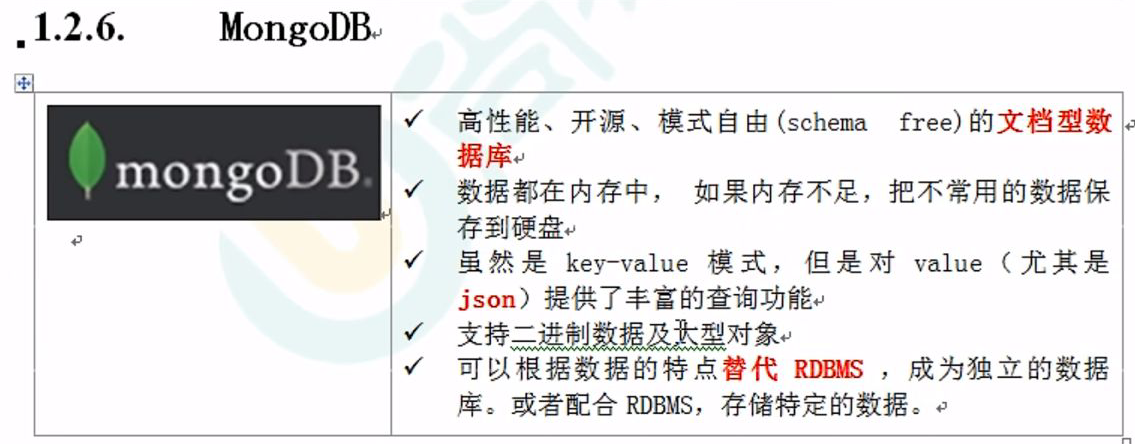 1.2.6. MongoDB
mongoDB.
高性能、开源、模式自由(schema free)的文档型数
据库
数据都在内存中， 如果内存不足，把不常用的数据保
存到硬盘
虽然是 key-value 模式，但是对 value（尤其是
json）提供了丰富的查询功能
支持二进制数据及大型对象
可以根据数据的特点替代 RDBMS ，成为独立的数据
库。或者配合 RDBMS，存储特定的数据。